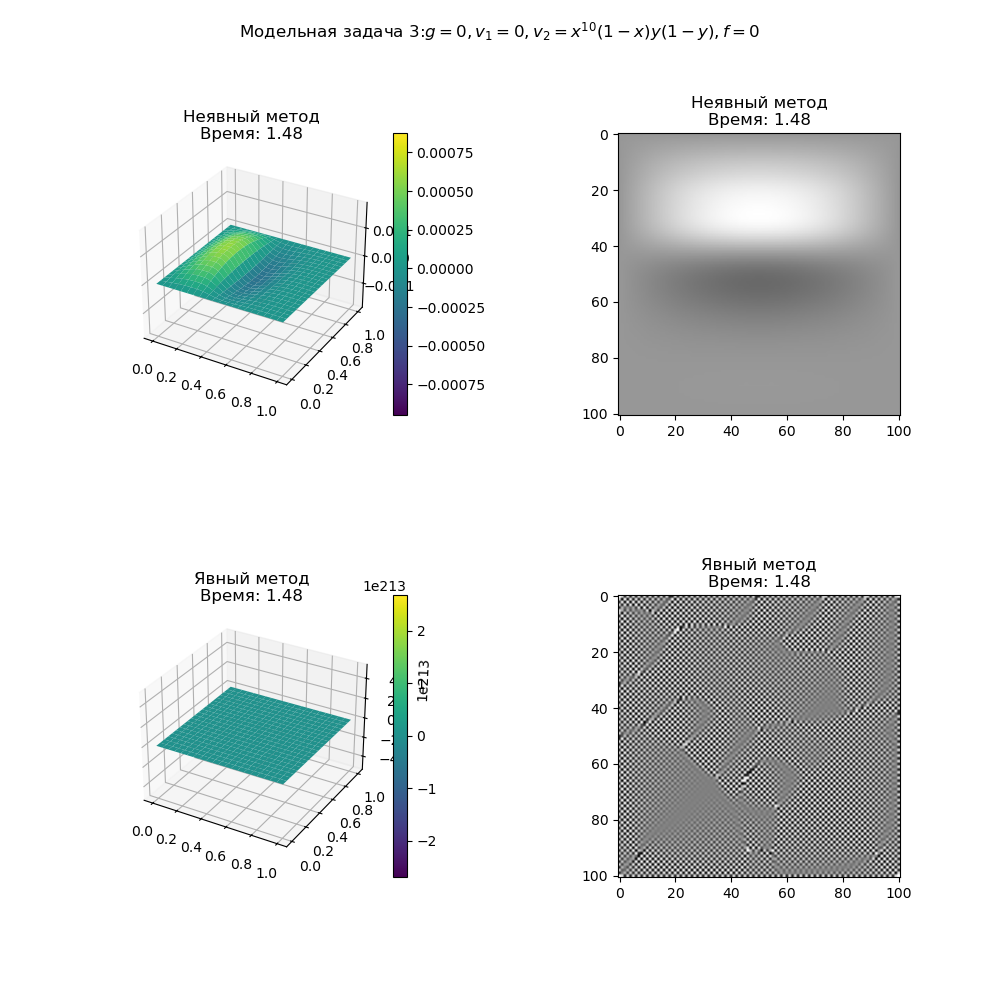 Модельная задача 3:g = 0, v₁ = 0, v₂ = x¹⁰(1 − x)y(1 − y), f = 0
Неявный метод
Время: 1.48
0.00075
0.00050
0.00025
0.00000
−0.00025
−0.00050
−0.00075
0.0 0.2 0.4 0.6 0.8 1.0
0.0 0.2 0.4 0.6 0.8 1.0
Неявный метод
Время: 1.48
0
20
40
60
80
100
0 20 40 60 80 100
Явный метод
Время: 1.48
1e213
2
1
0
−1
−2
1e213
0.0 0.2 0.4 0.6 0.8 1.0
0.0 0.2 0.4 0.6 0.8 1.0
Явный метод
Время: 1.48
0
20
40
60
80
100
0 20 40 60 80 100